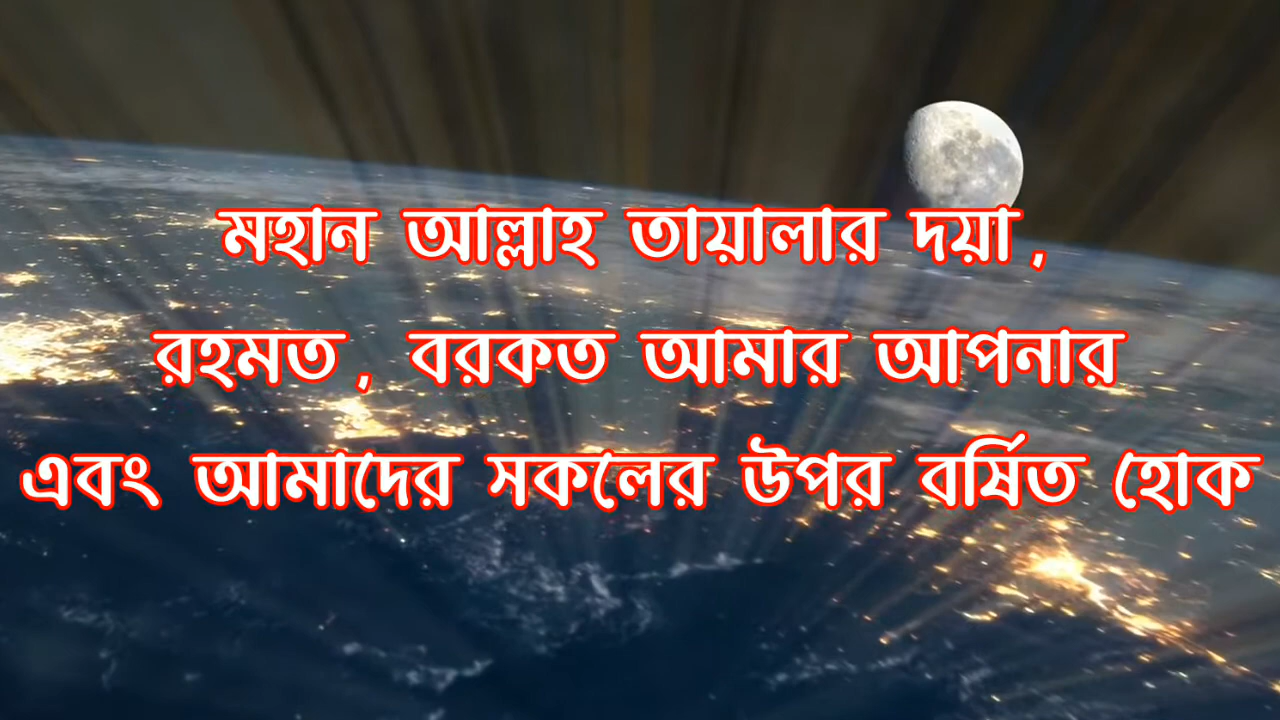 মহান আল্লাহ তায়ালার দয়া ,
রহমত , বরকত আমার আপনার
এবং আমাদের সকলের উপর বর্ষিত হোক